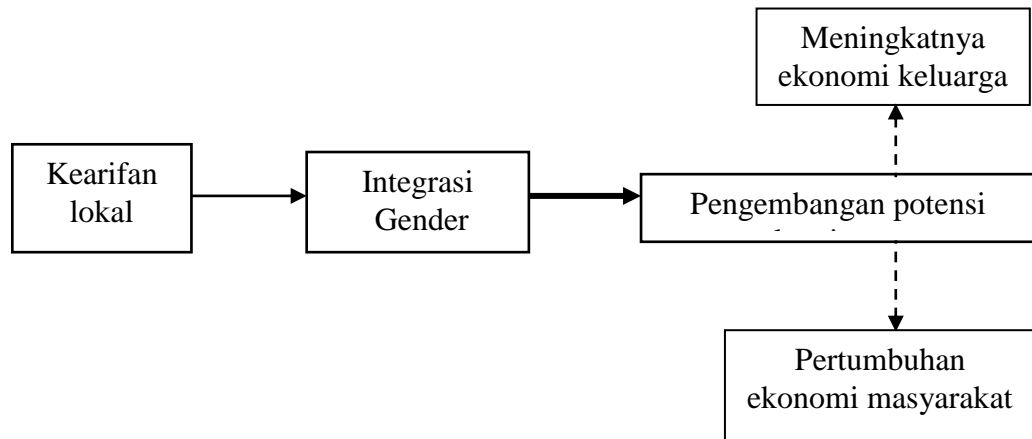 Meningkatnya
ekonomi keluarga
Kearifan
lokal
Integrasi
Gender
Pengembangan potensi
Pertumbuhan
ekonomi masyarakat